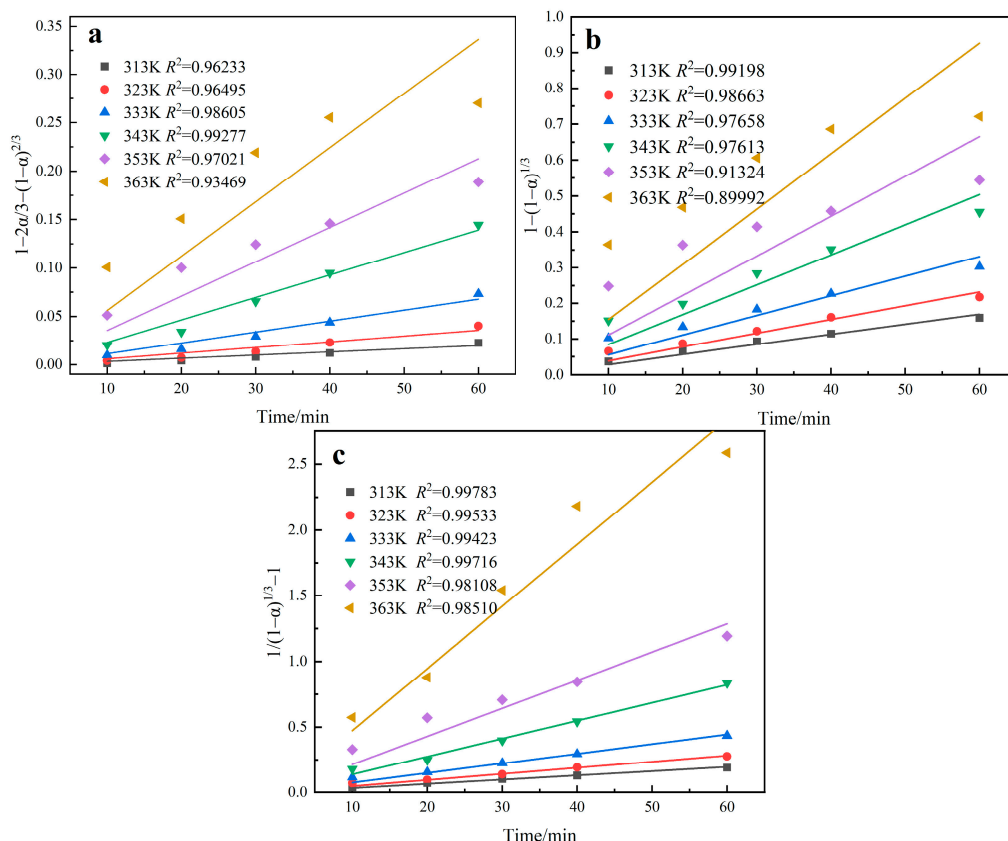 a
1−2α/3−(1−α)^{2/3}
0.35
0.30
0.25
0.20
0.15
0.10
0.05
0.00
313K R²=0.96233
323K R²=0.96495
333K R²=0.98605
343K R²=0.99277
353K R²=0.97021
363K R²=0.93469
10 20 30 40 50 60
Time/min
b
1−(1−α)^{1/3}
1.0
0.9
0.8
0.7
0.6
0.5
0.4
0.3
0.2
0.1
0.0
313K R²=0.99198
323K R²=0.98663
333K R²=0.97658
343K R²=0.97613
353K R²=0.91324
363K R²=0.89992
10 20 30 40 50 60
Time/min
c
1/(1−α)^{1/3}−1
2.5
2.0
1.5
1.0
0.5
0.0
313K R²=0.99783
323K R²=0.99533
333K R²=0.99423
343K R²=0.99716
353K R²=0.98108
363K R²=0.98510
10 20 30 40 50 60
Time/min